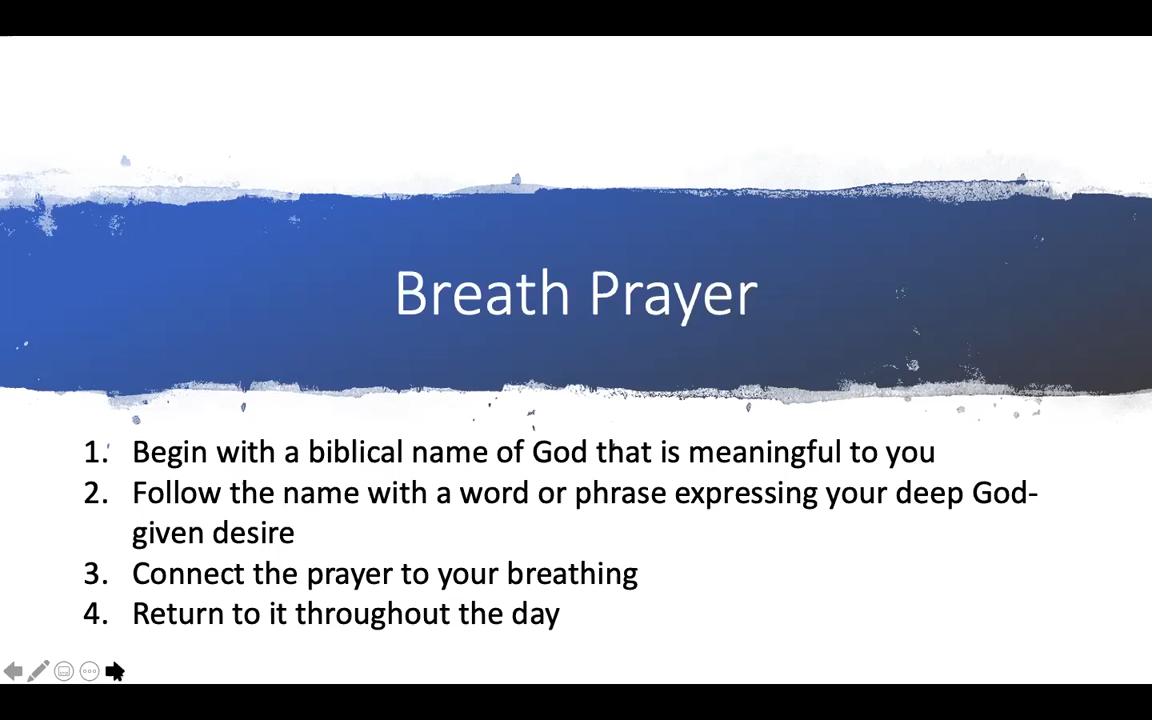 Breath Prayer
1. Begin with a biblical name of God that is meaningful to you
2. Follow the name with a word or phrase expressing your deep God-
given desire
3. Connect the prayer to your breathing
4. Return to it throughout the day